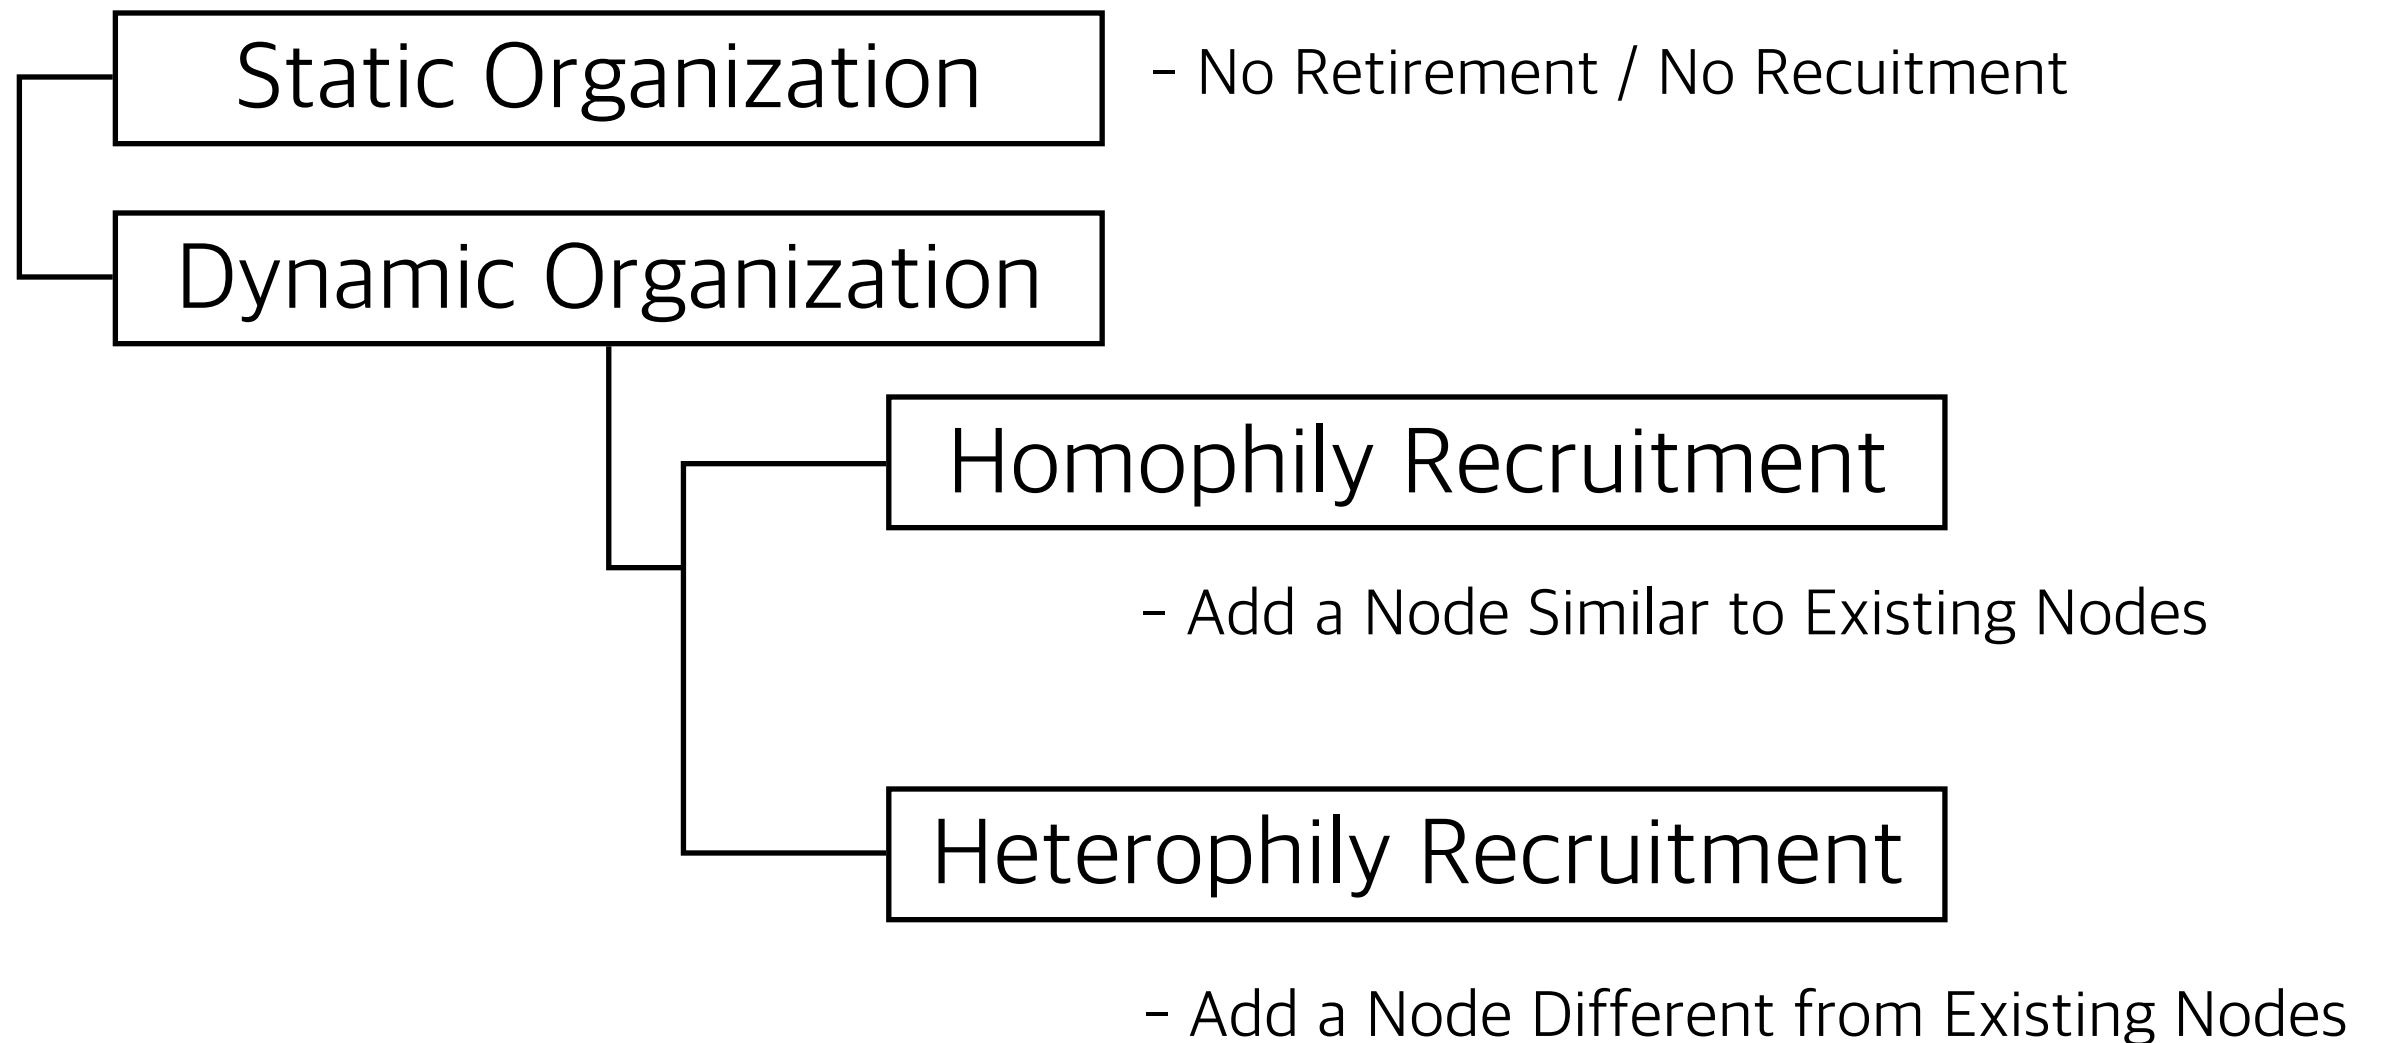 Static Organization
- No Retirement / No Recuitment
Dynamic Organization
Homophily Recruitment
- Add a Node Similar to Existing Nodes
Heterophily Recruitment
- Add a Node Different from Existing Nodes